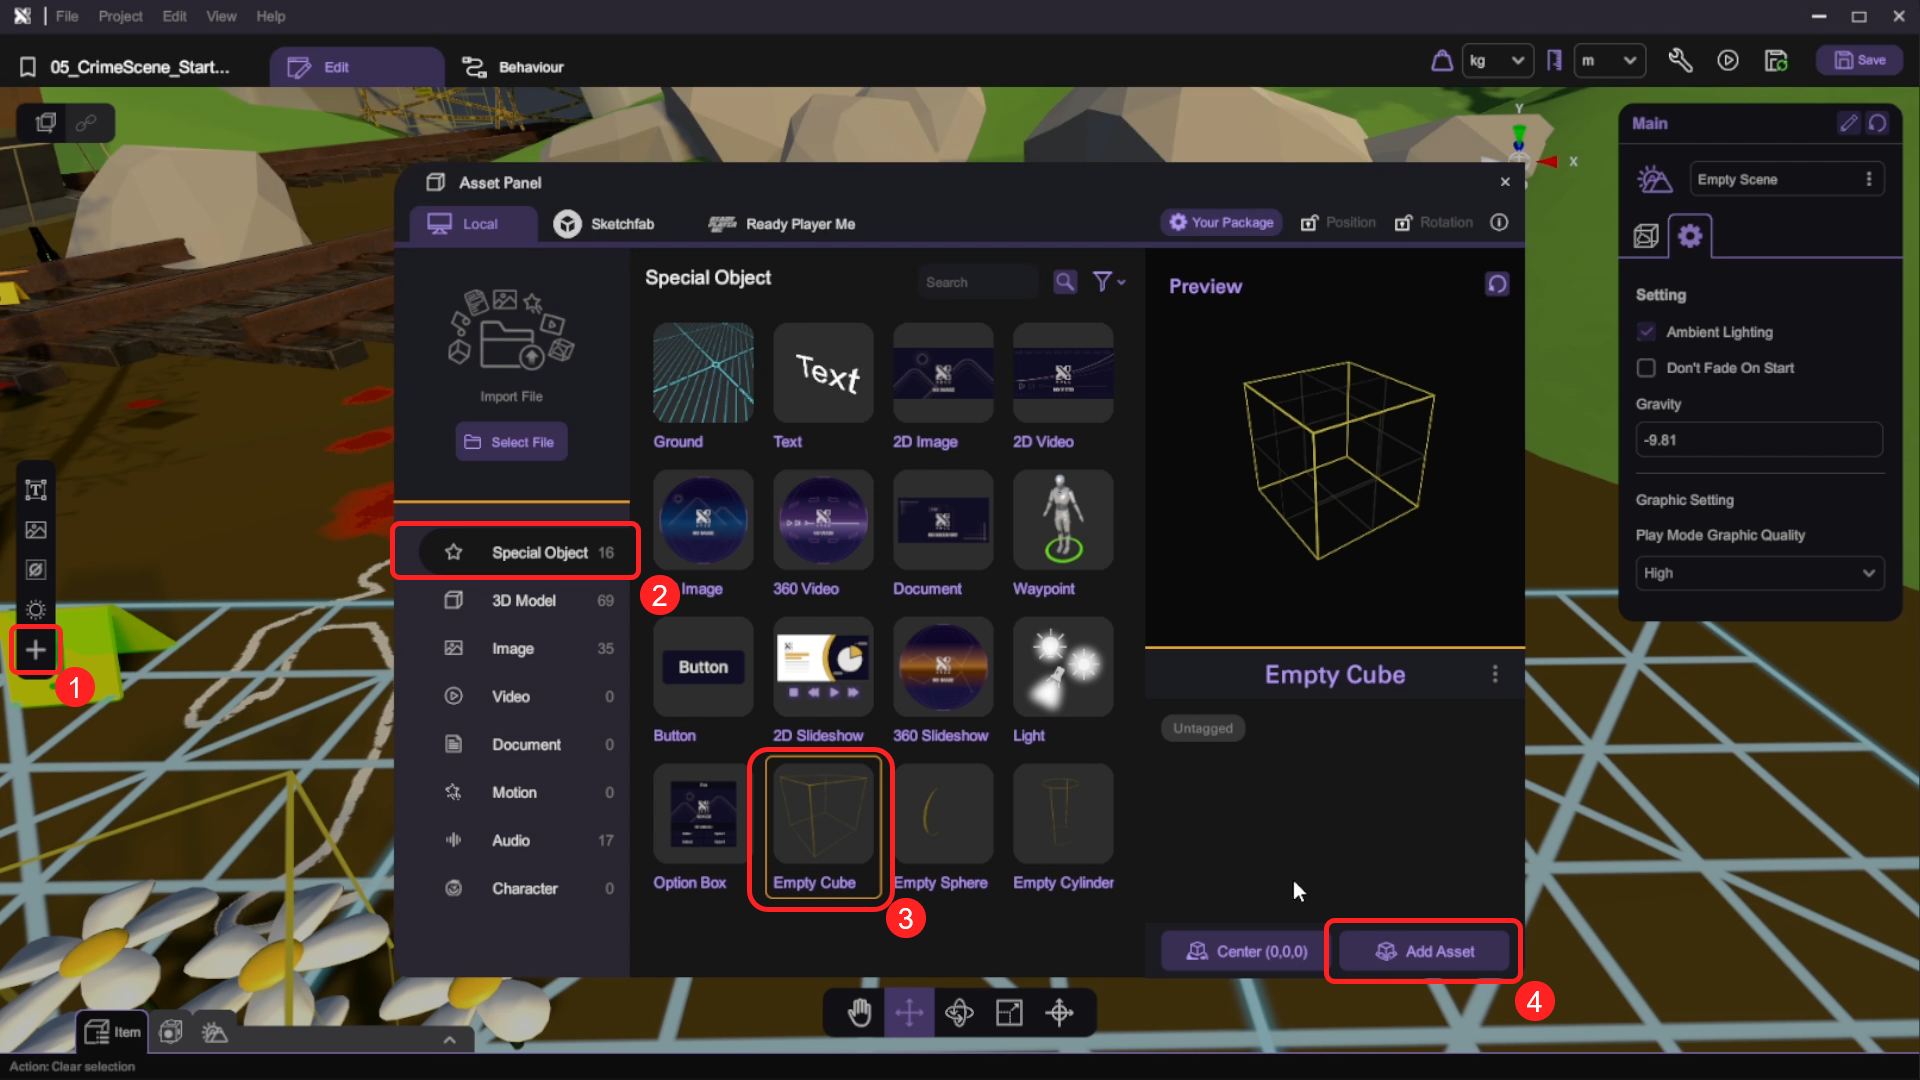 File Project Edit View Help
05_CrimeScene_Start...
Edit
Behaviour
kg
m
Save
Y
X
Main
Empty Scene
Setting
Ambient Lighting
Don't Fade On Start
Gravity
-9.81
Graphic Setting
Play Mode Graphic Quality
High
Asset Panel
Local
Sketchfab
READY PLAYER ME
Ready Player Me
Your Package
Position
Rotation
Import File
Select File
Special Object 16
3D Model 69
Image 35
Video 0
Document 0
Motion 0
Audio 17
Character 0
Special Object
Search
Text
Ground
Text
2D Image
2D Video
Image
360 Video
Document
Waypoint
Button
Button
2D Slideshow
360 Slideshow
Light
Option Box
Empty Cube
Empty Sphere
Empty Cylinder
Preview
Empty Cube
Untagged
Center (0,0,0)
Add Asset
1
2
3
4
Item
Action: Clear selection